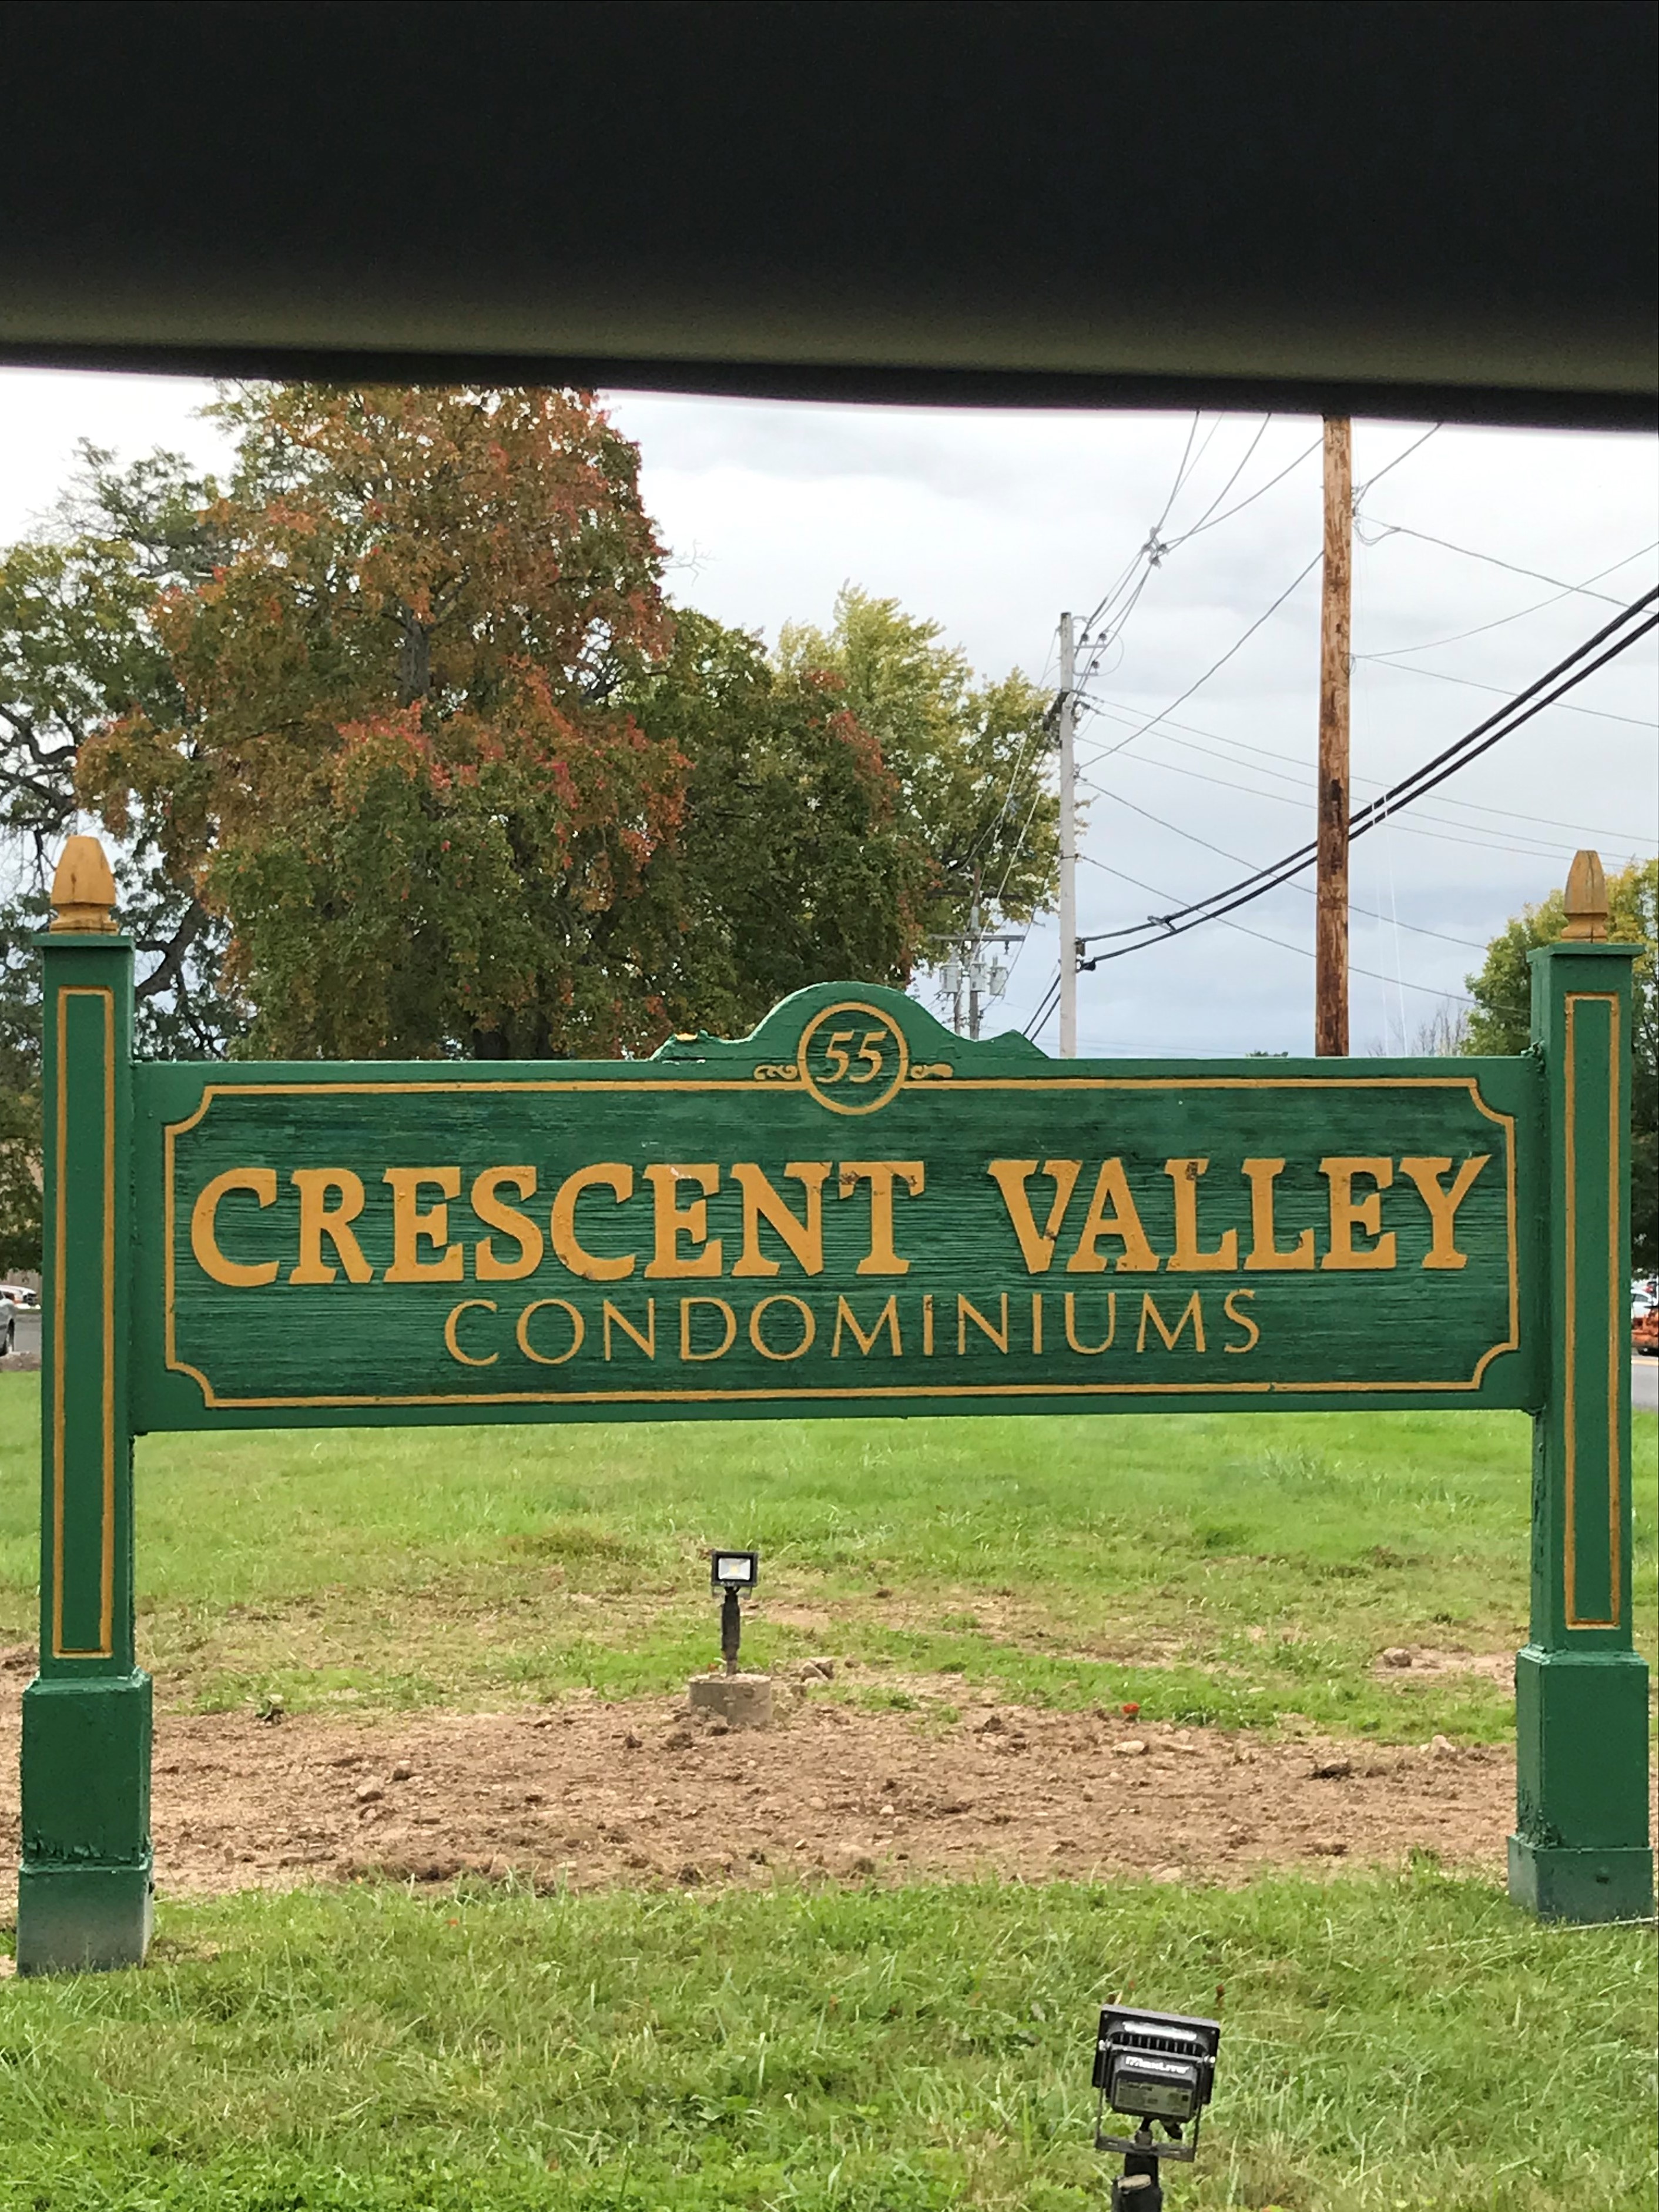 55
CRESCENT VALLEY
CONDOMINIUMS